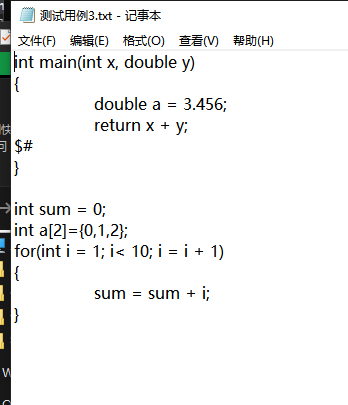 测试用例3.txt - 记事本
文件(F) 编辑(E) 格式(O) 查看(V) 帮助(H)
int main(int x, double y)
{
double a = 3.456;
return x + y;
$#
}
int sum = 0;
int a[2]={0,1,2};
for(int i = 1; i< 10; i = i + 1)
{
sum = sum + i;
}